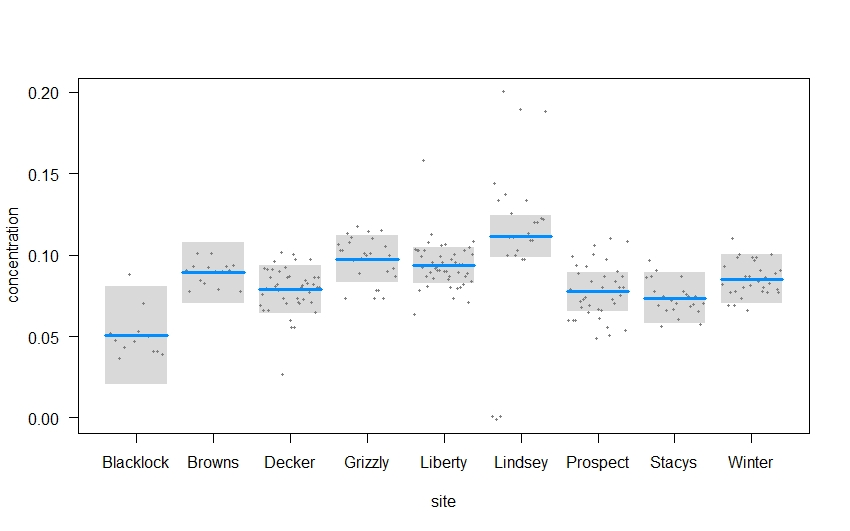 concentration
0.20
0.15
0.10
0.05
0.00
Blacklock Browns Decker Grizzly Liberty Lindsey Prospect Stacys Winter
site